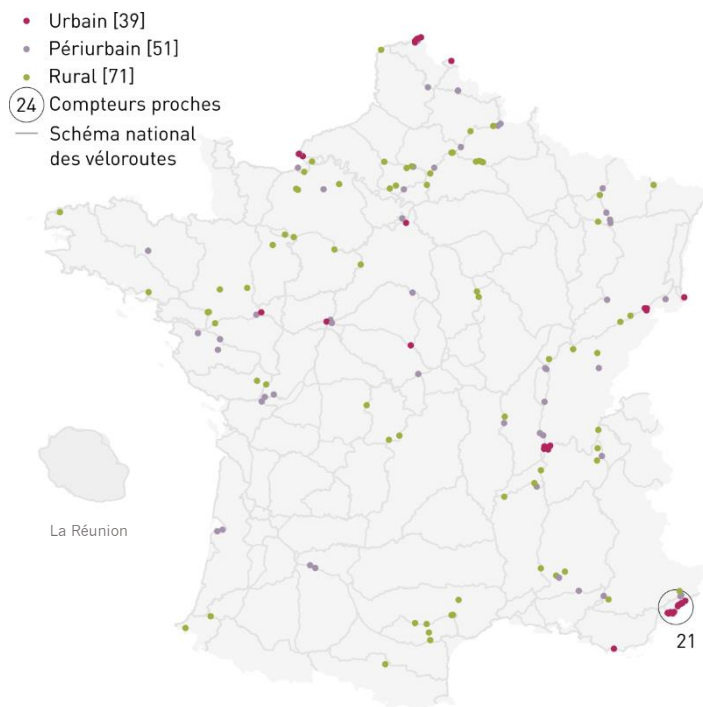 Urbain [39]
Périurbain [51]
Rural [71]
24 Compteurs proches
Schéma national
des véloroutes
La Réunion
21